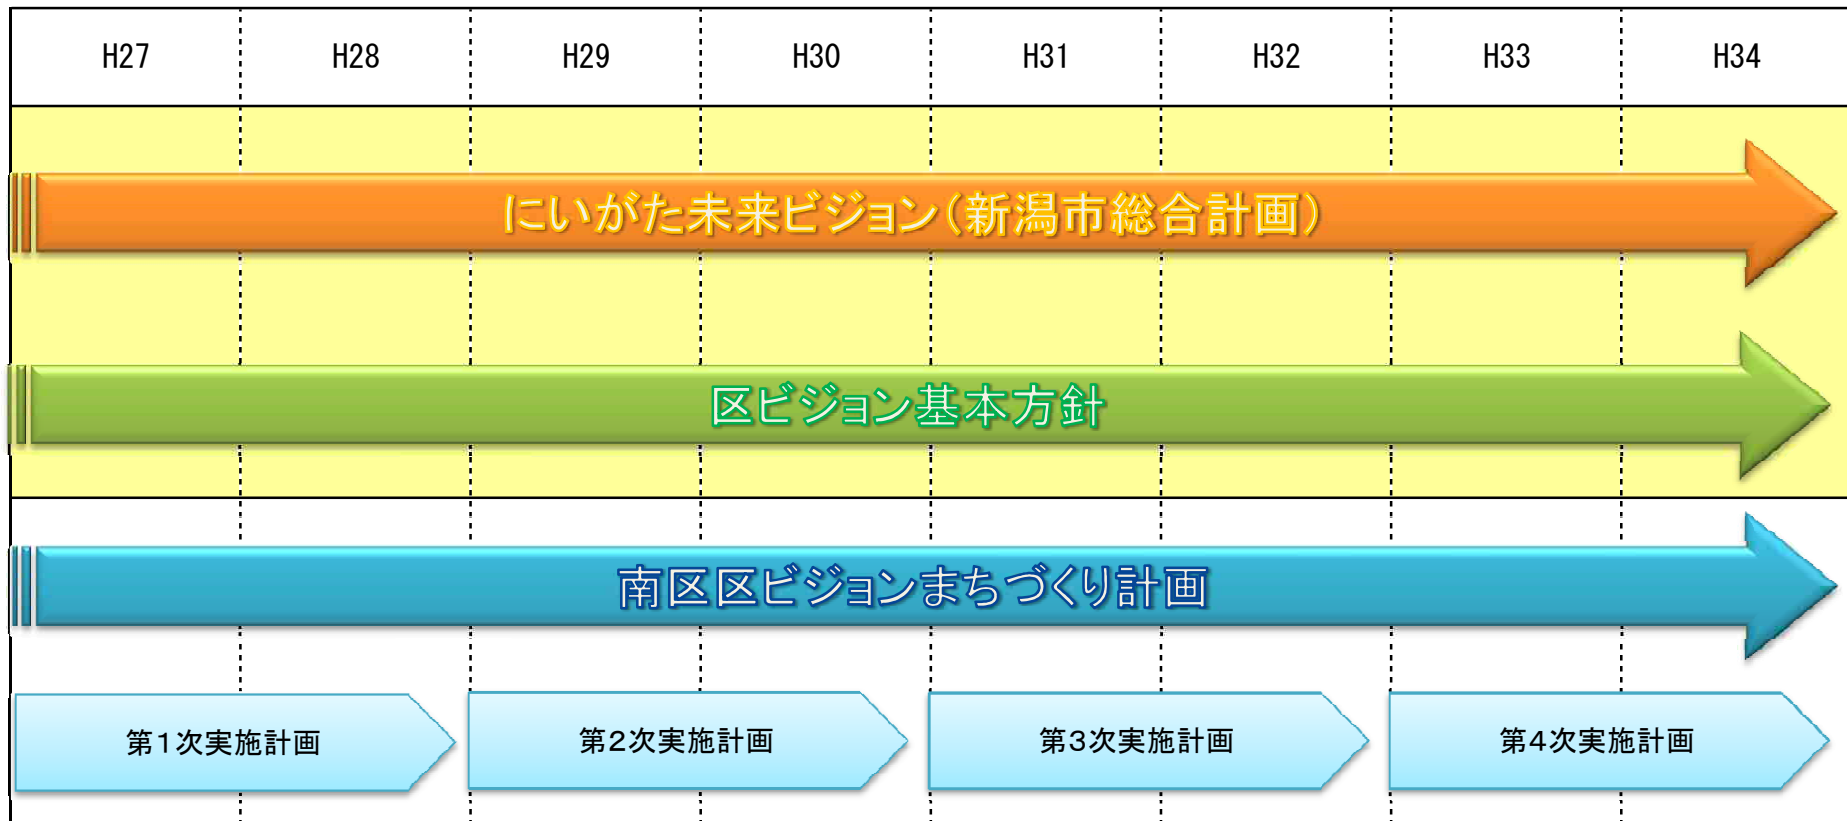 H27 H28 H29 H30 H31 H32 H33 H34
にいがた未来ビジョン(新潟市総合計画)
区ビジョン基本方針
南区区ビジョンまちづくり計画
第1次実施計画 第2次実施計画 第3次実施計画 第4次実施計画